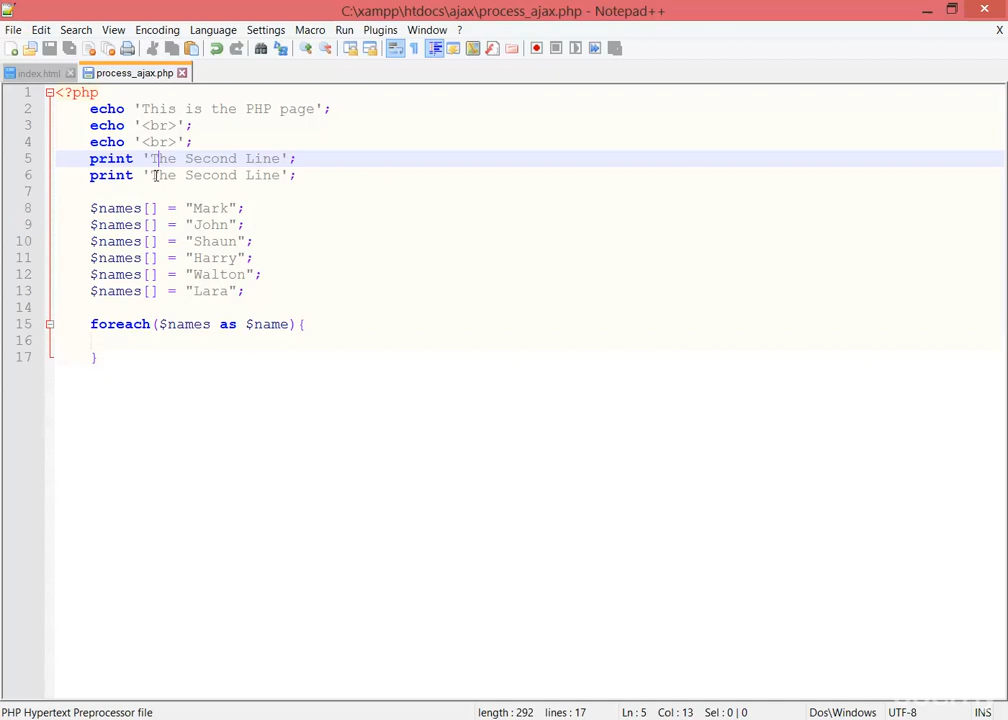 C:\xampp\htdocs\ajax\process_ajax.php - Notepad++
File Edit Search View Encoding Language Settings Macro Run Plugins Window ? X
index.html process_ajax.php
1 <?php
2 echo 'This is the PHP page';
3 echo '<br>';
4 echo '<br>';
5 print 'The Second Line';
6 print 'The Second Line';
7
8 $names[] = "Mark";
9 $names[] = "John";
10 $names[] = "Shaun";
11 $names[] = "Harry";
12 $names[] = "Walton";
13 $names[] = "Lara";
14
15 foreach($names as $name){
16
17 }
PHP Hypertext Preprocessor file length : 292 lines : 17 Ln : 5 Col : 13 Sel : 0 | 0 Dos\Windows UTF-8 INS